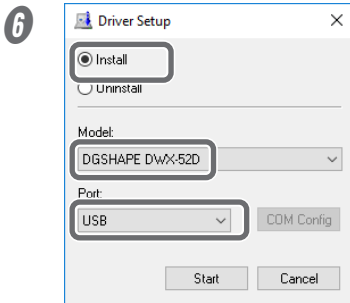 6
Driver Setup
Install
Uninstall
Model:
DGSHAPE DWX-52D
Port:
USB
COM Config
Start Cancel